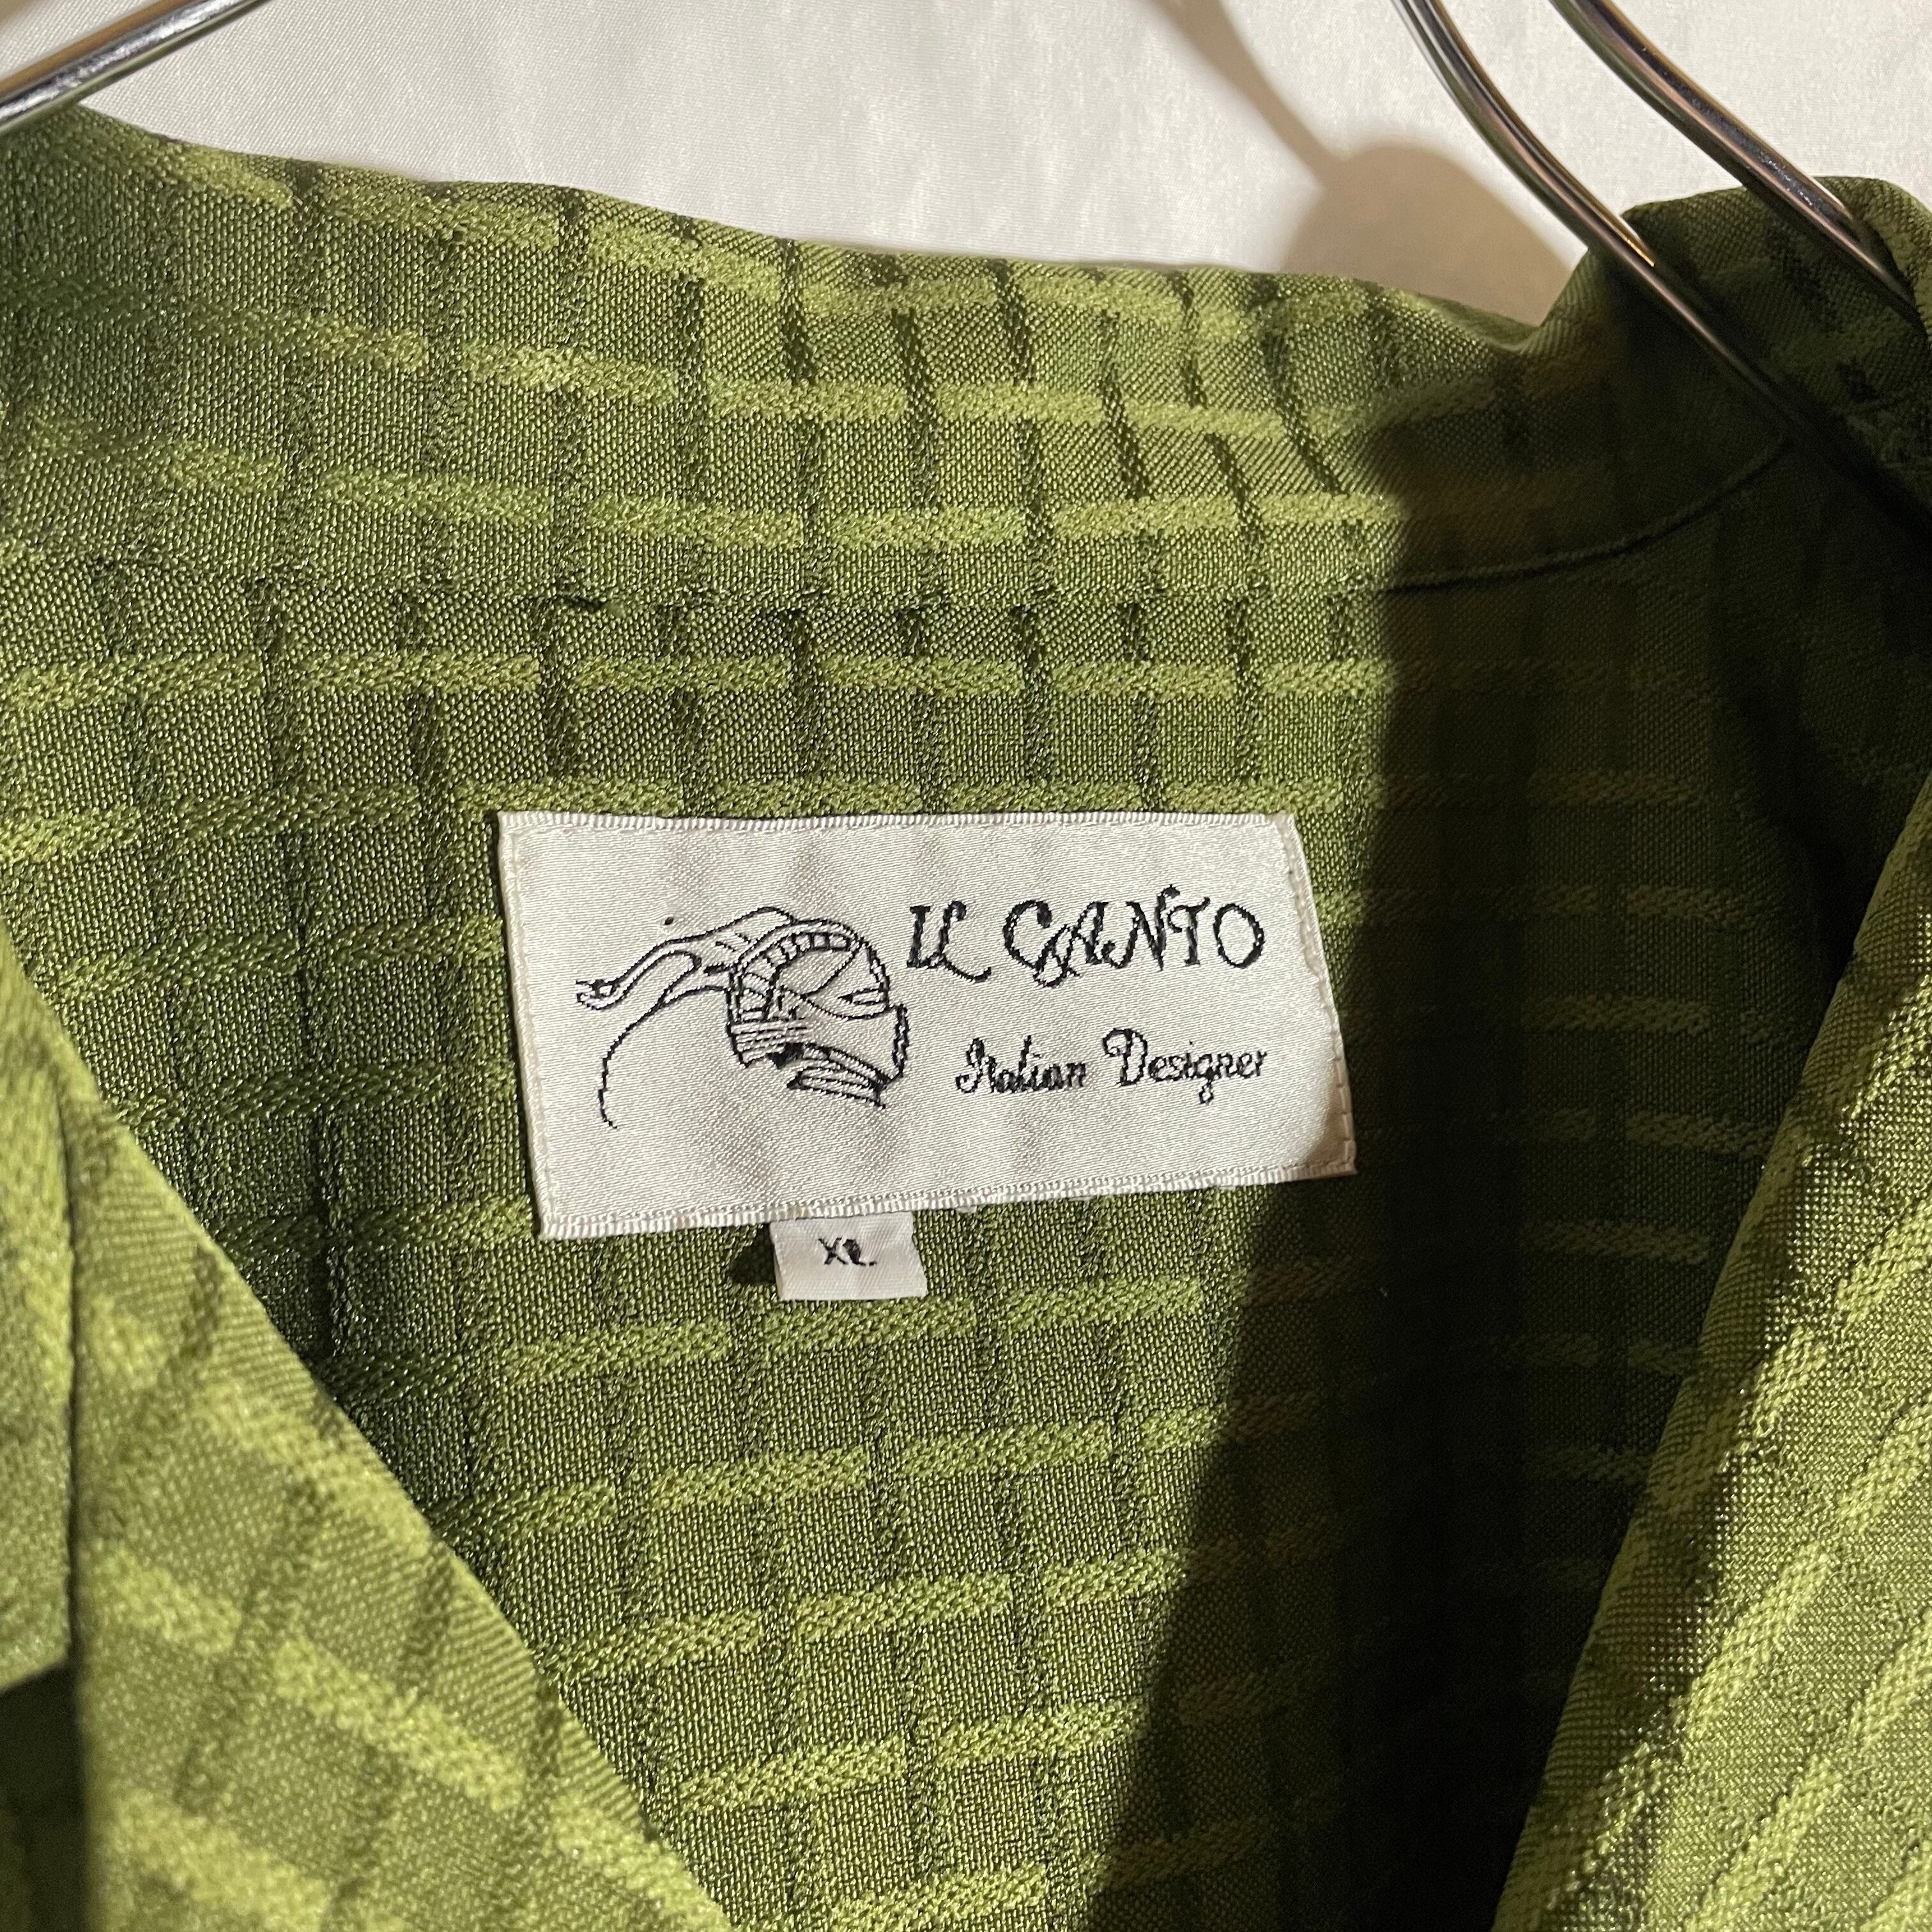 IL CANTO
Italian Designer
XL.